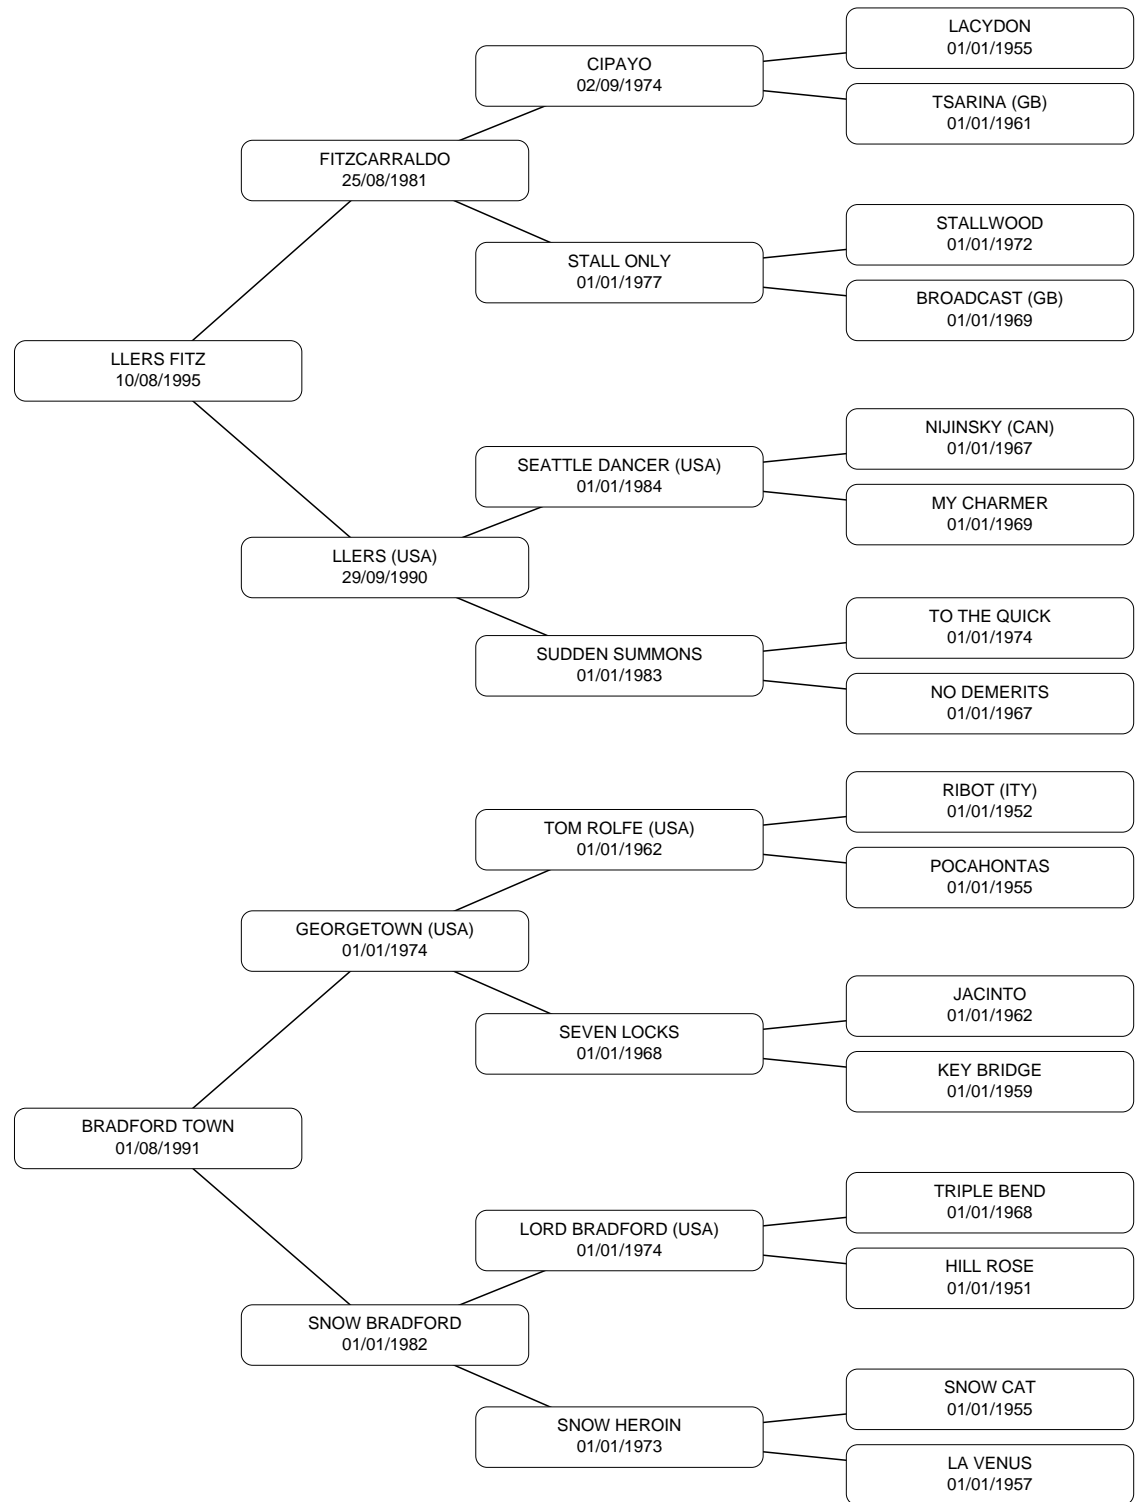 LACYDON
01/01/1955
CIPAYO
02/09/1974
TSARINA (GB)
01/01/1961
FITZCARRALDO
25/08/1981
STALLWOOD
01/01/1972
STALL ONLY
01/01/1977
BROADCAST (GB)
01/01/1969
LLERS FITZ
10/08/1995
NIJINSKY (CAN)
01/01/1967
SEATTLE DANCER (USA)
01/01/1984
MY CHARMER
01/01/1969
LLERS (USA)
29/09/1990
TO THE QUICK
01/01/1974
SUDDEN SUMMONS
01/01/1983
NO DEMERITS
01/01/1967
RIBOT (ITY)
01/01/1952
TOM ROLFE (USA)
01/01/1962
POCAHONTAS
01/01/1955
GEORGETOWN (USA)
01/01/1974
JACINTO
01/01/1962
SEVEN LOCKS
01/01/1968
KEY BRIDGE
01/01/1959
BRADFORD TOWN
01/08/1991
TRIPLE BEND
01/01/1968
LORD BRADFORD (USA)
01/01/1974
HILL ROSE
01/01/1951
SNOW BRADFORD
01/01/1982
SNOW CAT
01/01/1955
SNOW HEROIN
01/01/1973
LA VENUS
01/01/1957